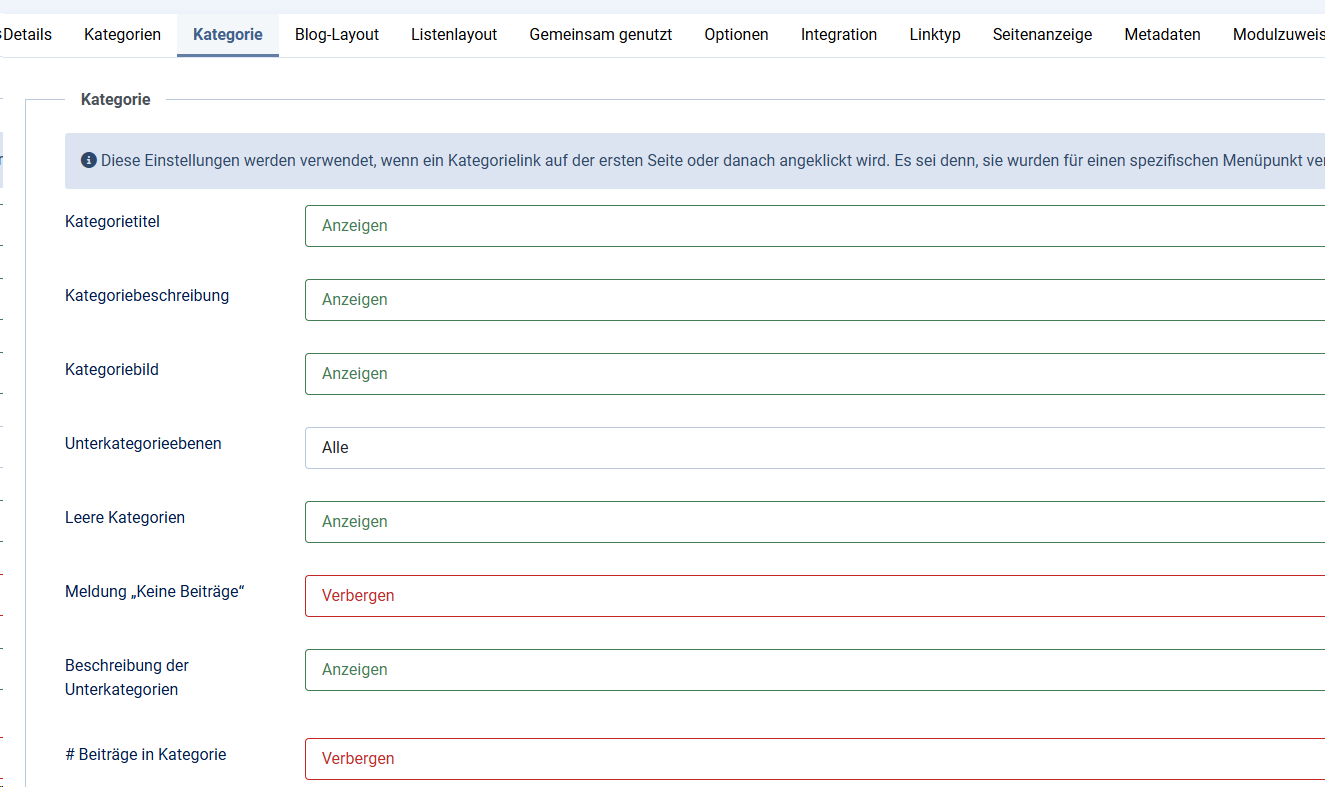 Details Kategorien Kategorie Blog-Layout Listenlayout Gemeinsam genutzt Optionen Integration Linktyp Seitenanzeige Metadaten Modulzuweis
Kategorie
Diese Einstellungen werden verwendet, wenn ein Kategorielink auf der ersten Seite oder danach angeklickt wird. Es sei denn, sie wurden für einen spezifischen Menüpunkt ver
Kategorietitel Anzeigen
Kategoriebeschreibung Anzeigen
Kategoriebild Anzeigen
Unterkategorieebenen Alle
Leere Kategorien Anzeigen
Meldung „Keine Beiträge“ Verbergen
Beschreibung der Anzeigen
Unterkategorien
# Beiträge in Kategorie Verbergen